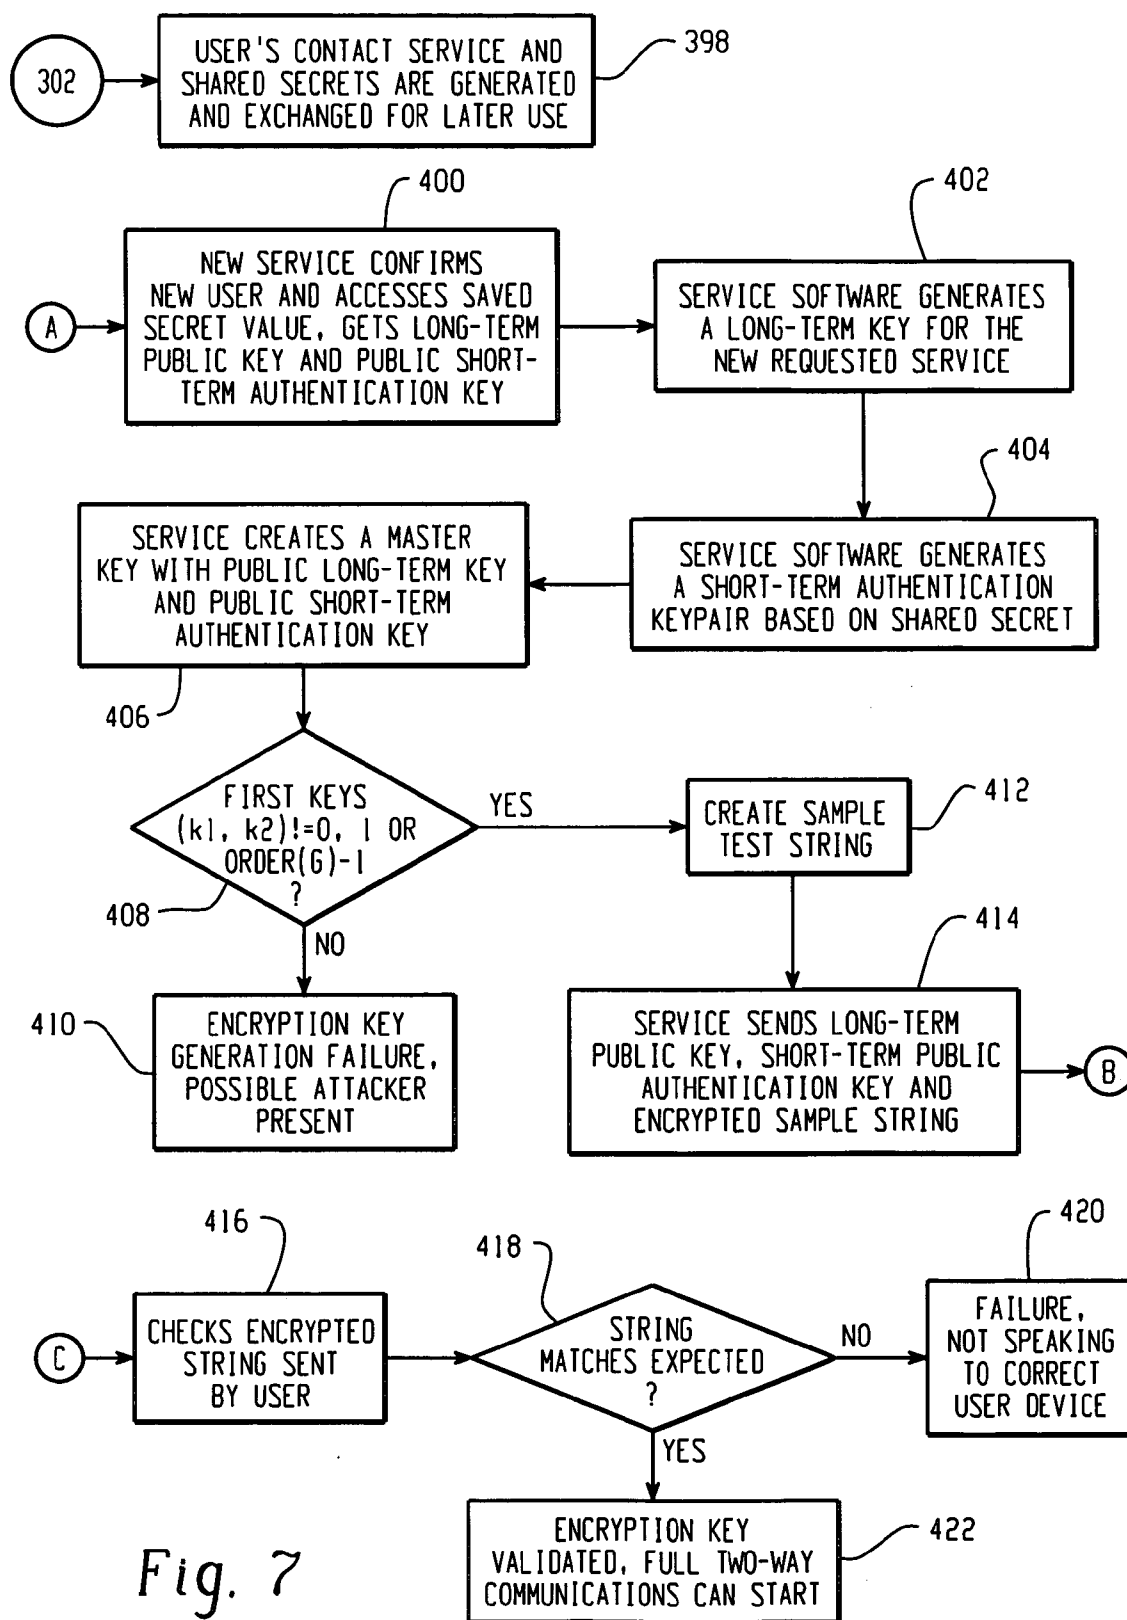 302
USER'S CONTACT SERVICE AND
SHARED SECRETS ARE GENERATED
AND EXCHANGED FOR LATER USE
398
400
402
A
NEW SERVICE CONFIRMS
NEW USER AND ACCESSES SAVED
SECRET VALUE, GETS LONG-TERM
PUBLIC KEY AND PUBLIC SHORT-
TERM AUTHENTICATION KEY
SERVICE SOFTWARE GENERATES
A LONG-TERM KEY FOR THE
NEW REQUESTED SERVICE
404
SERVICE SOFTWARE GENERATES
A SHORT-TERM AUTHENTICATION
KEYPAIR BASED ON SHARED SECRET
SERVICE CREATES A MASTER
KEY WITH PUBLIC LONG-TERM KEY
AND PUBLIC SHORT-TERM
AUTHENTICATION KEY
406
FIRST KEYS
(k1, k2)!=0, 1 OR
ORDER(G)-1
?
408
YES
NO
CREATE SAMPLE
TEST STRING
412
410
ENCRYPTION KEY
GENERATION FAILURE,
POSSIBLE ATTACKER
PRESENT
414
SERVICE SENDS LONG-TERM
PUBLIC KEY, SHORT-TERM PUBLIC
AUTHENTICATION KEY AND
ENCRYPTED SAMPLE STRING
B
416
C
CHECKS ENCRYPTED
STRING SENT
BY USER
418
STRING
MATCHES EXPECTED
?
NO
YES
420
FAILURE,
NOT SPEAKING
TO CORRECT
USER DEVICE
ENCRYPTION KEY
VALIDATED, FULL TWO-WAY
COMMUNICATIONS CAN START
422
Fig. 7